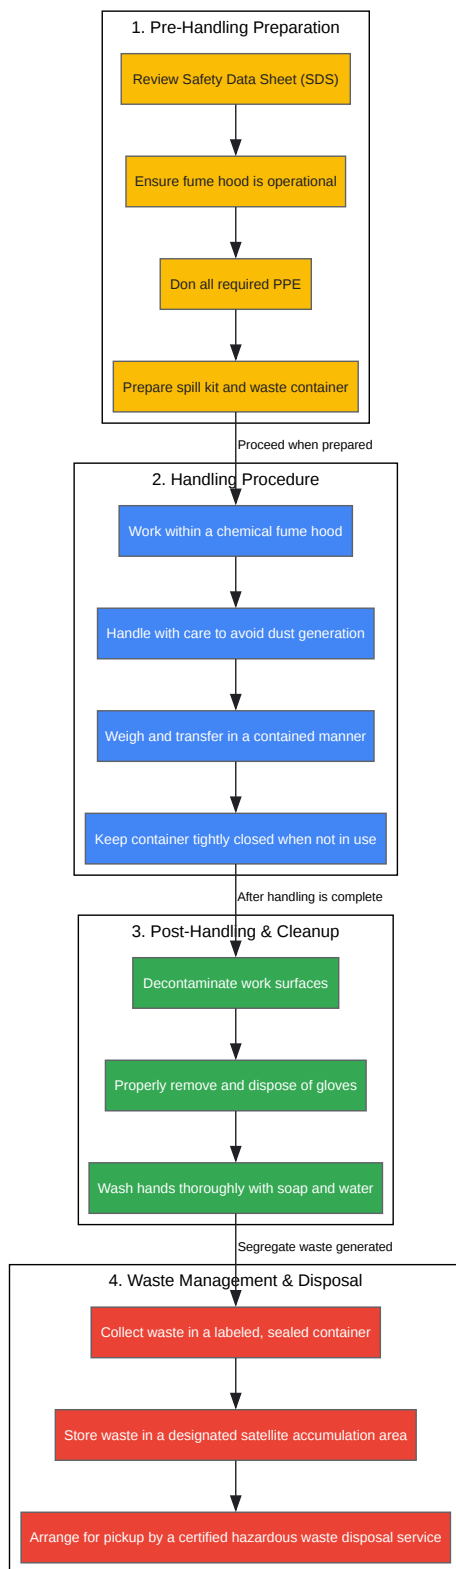 1. Pre-Handling Preparation
Review Safety Data Sheet (SDS)
Ensure fume hood is operational
Don all required PPE
Prepare spill kit and waste container
Proceed when prepared
2. Handling Procedure
Work within a chemical fume hood
Handle with care to avoid dust generation
Weigh and transfer in a contained manner
Keep container tightly closed when not in use
After handling is complete
3. Post-Handling & Cleanup
Decontaminate work surfaces
Properly remove and dispose of gloves
Wash hands thoroughly with soap and water
Segregate waste generated
4. Waste Management & Disposal
Collect waste in a labeled, sealed container
Store waste in a designated satellite accumulation area
Arrange for pickup by a certified hazardous waste disposal service